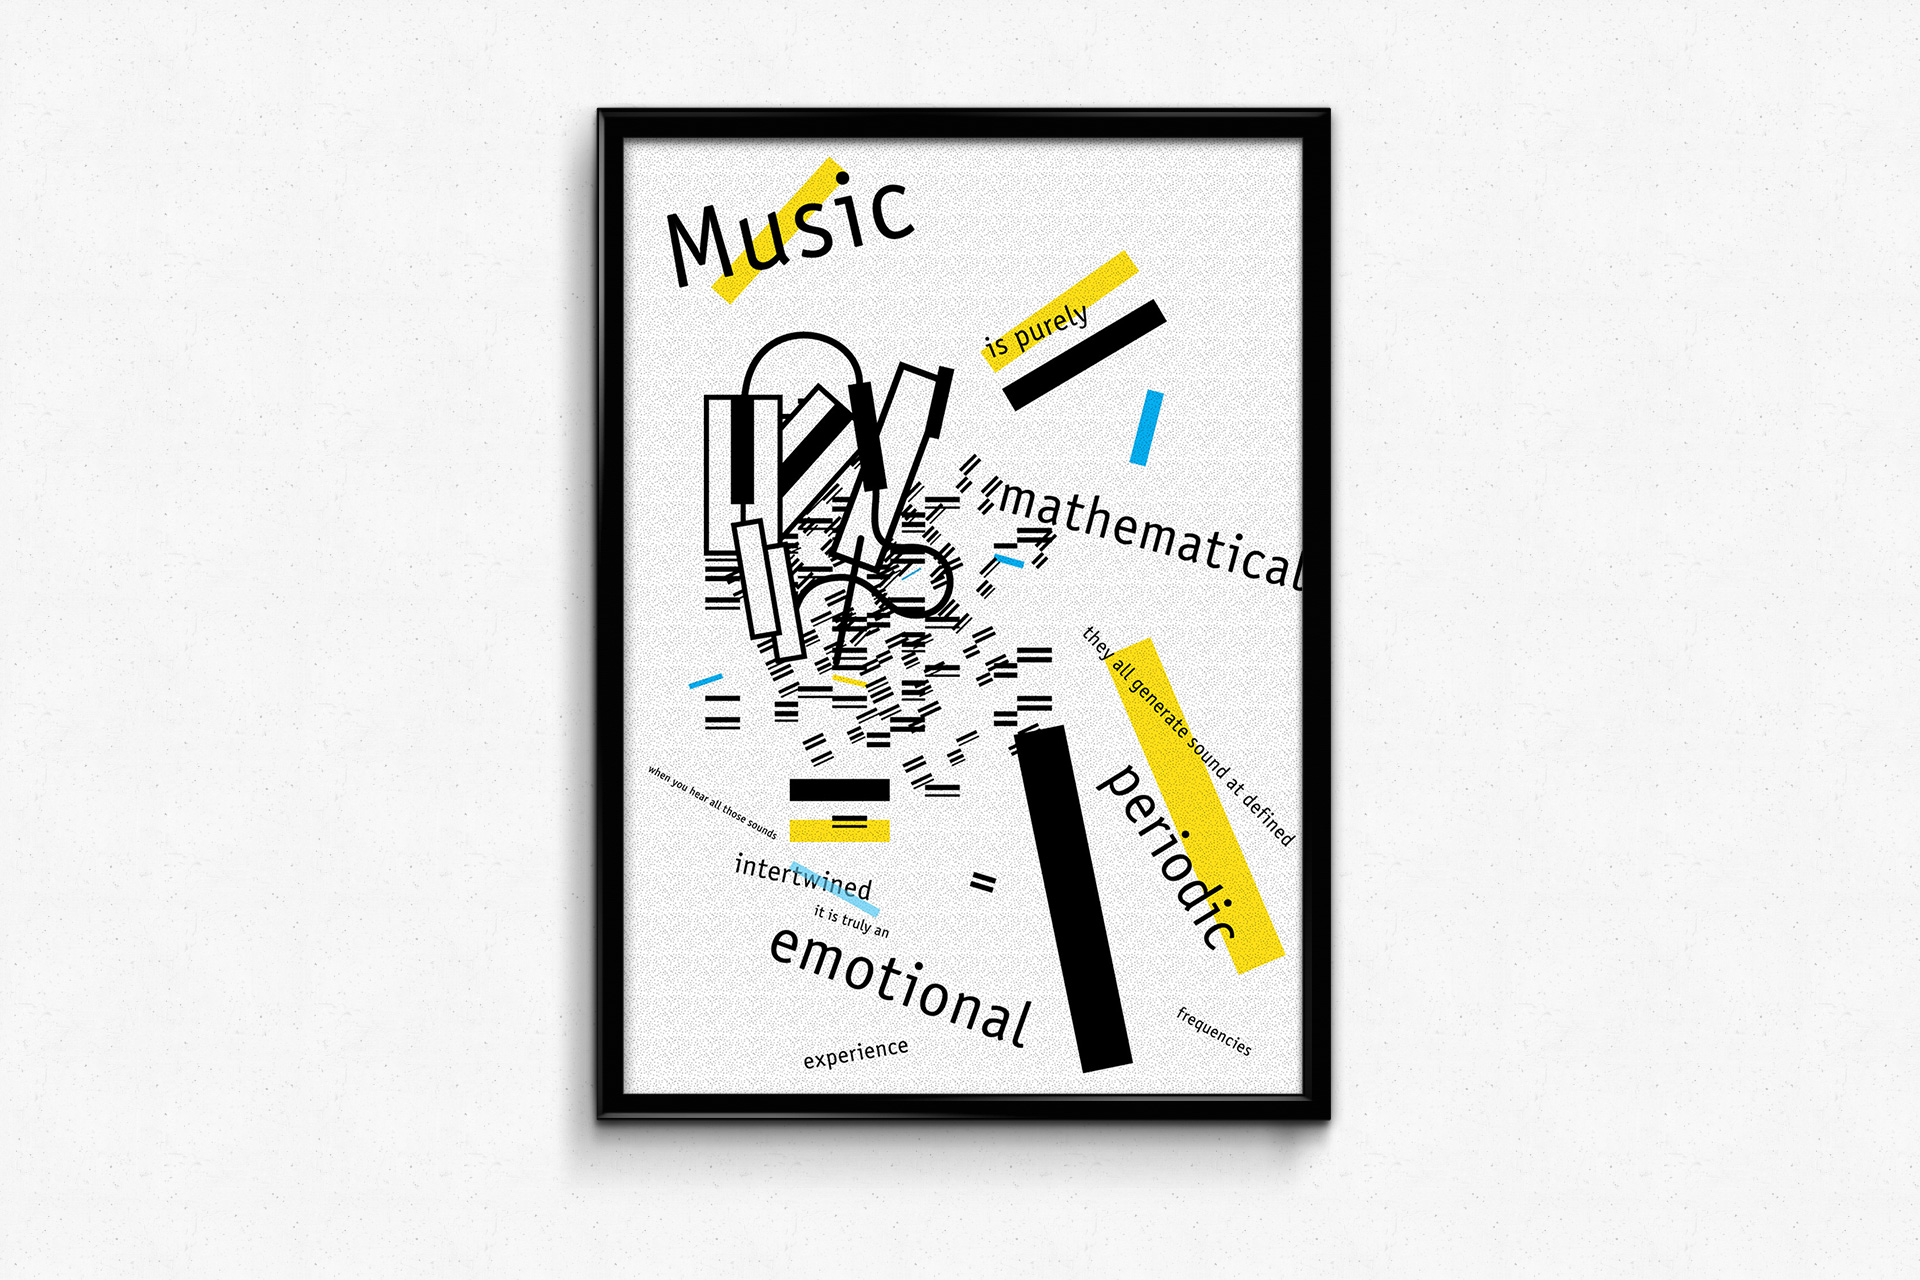 Music
is purely
mathematical
they all generate sound at defined
periodic
frequencies
when you hear all those sounds
intertwined
it is truly an
emotional
experience